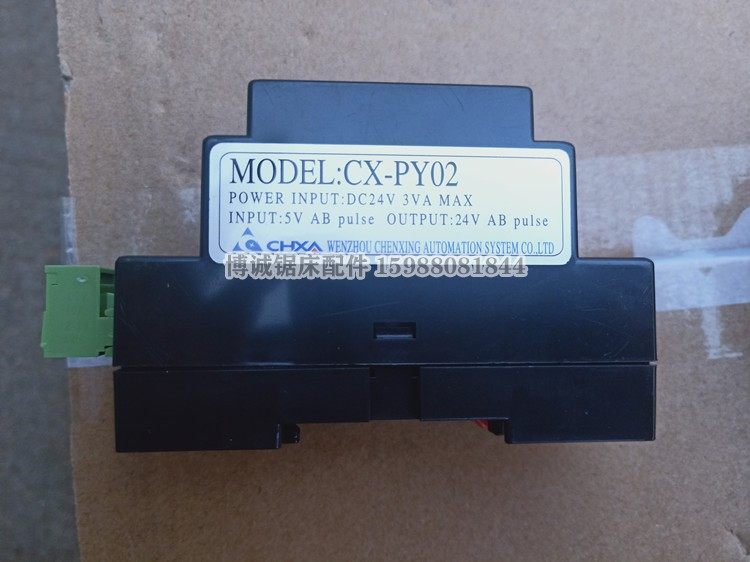 MODEL:CX-PY02
POWER INPUT:DC24V 3VA MAX
INPUT:5V AB pulse OUTPUT:24V AB pulse
CHXA WENZHOU CHENXING AUTOMATION SYSTEM CO.LTD
博诚锯床配件 15988081844